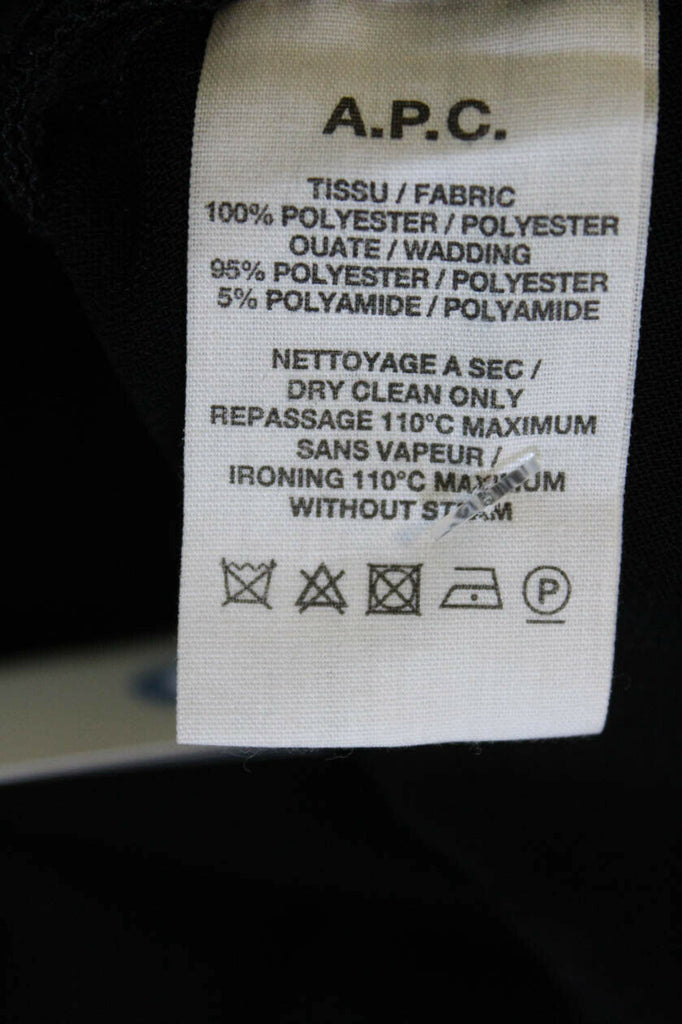 A.P.C.
TISSU / FABRIC
100% POLYESTER / POLYESTER
OUATE / WADDING
95% POLYESTER / POLYESTER
5% POLYAMIDE / POLYAMIDE
NETTOYAGE A SEC /
DRY CLEAN ONLY
REPASSAGE 110°C MAXIMUM
SANS VAPEUR /
IRONING 110°C MAXIMUM
WITHOUT STEAM
P